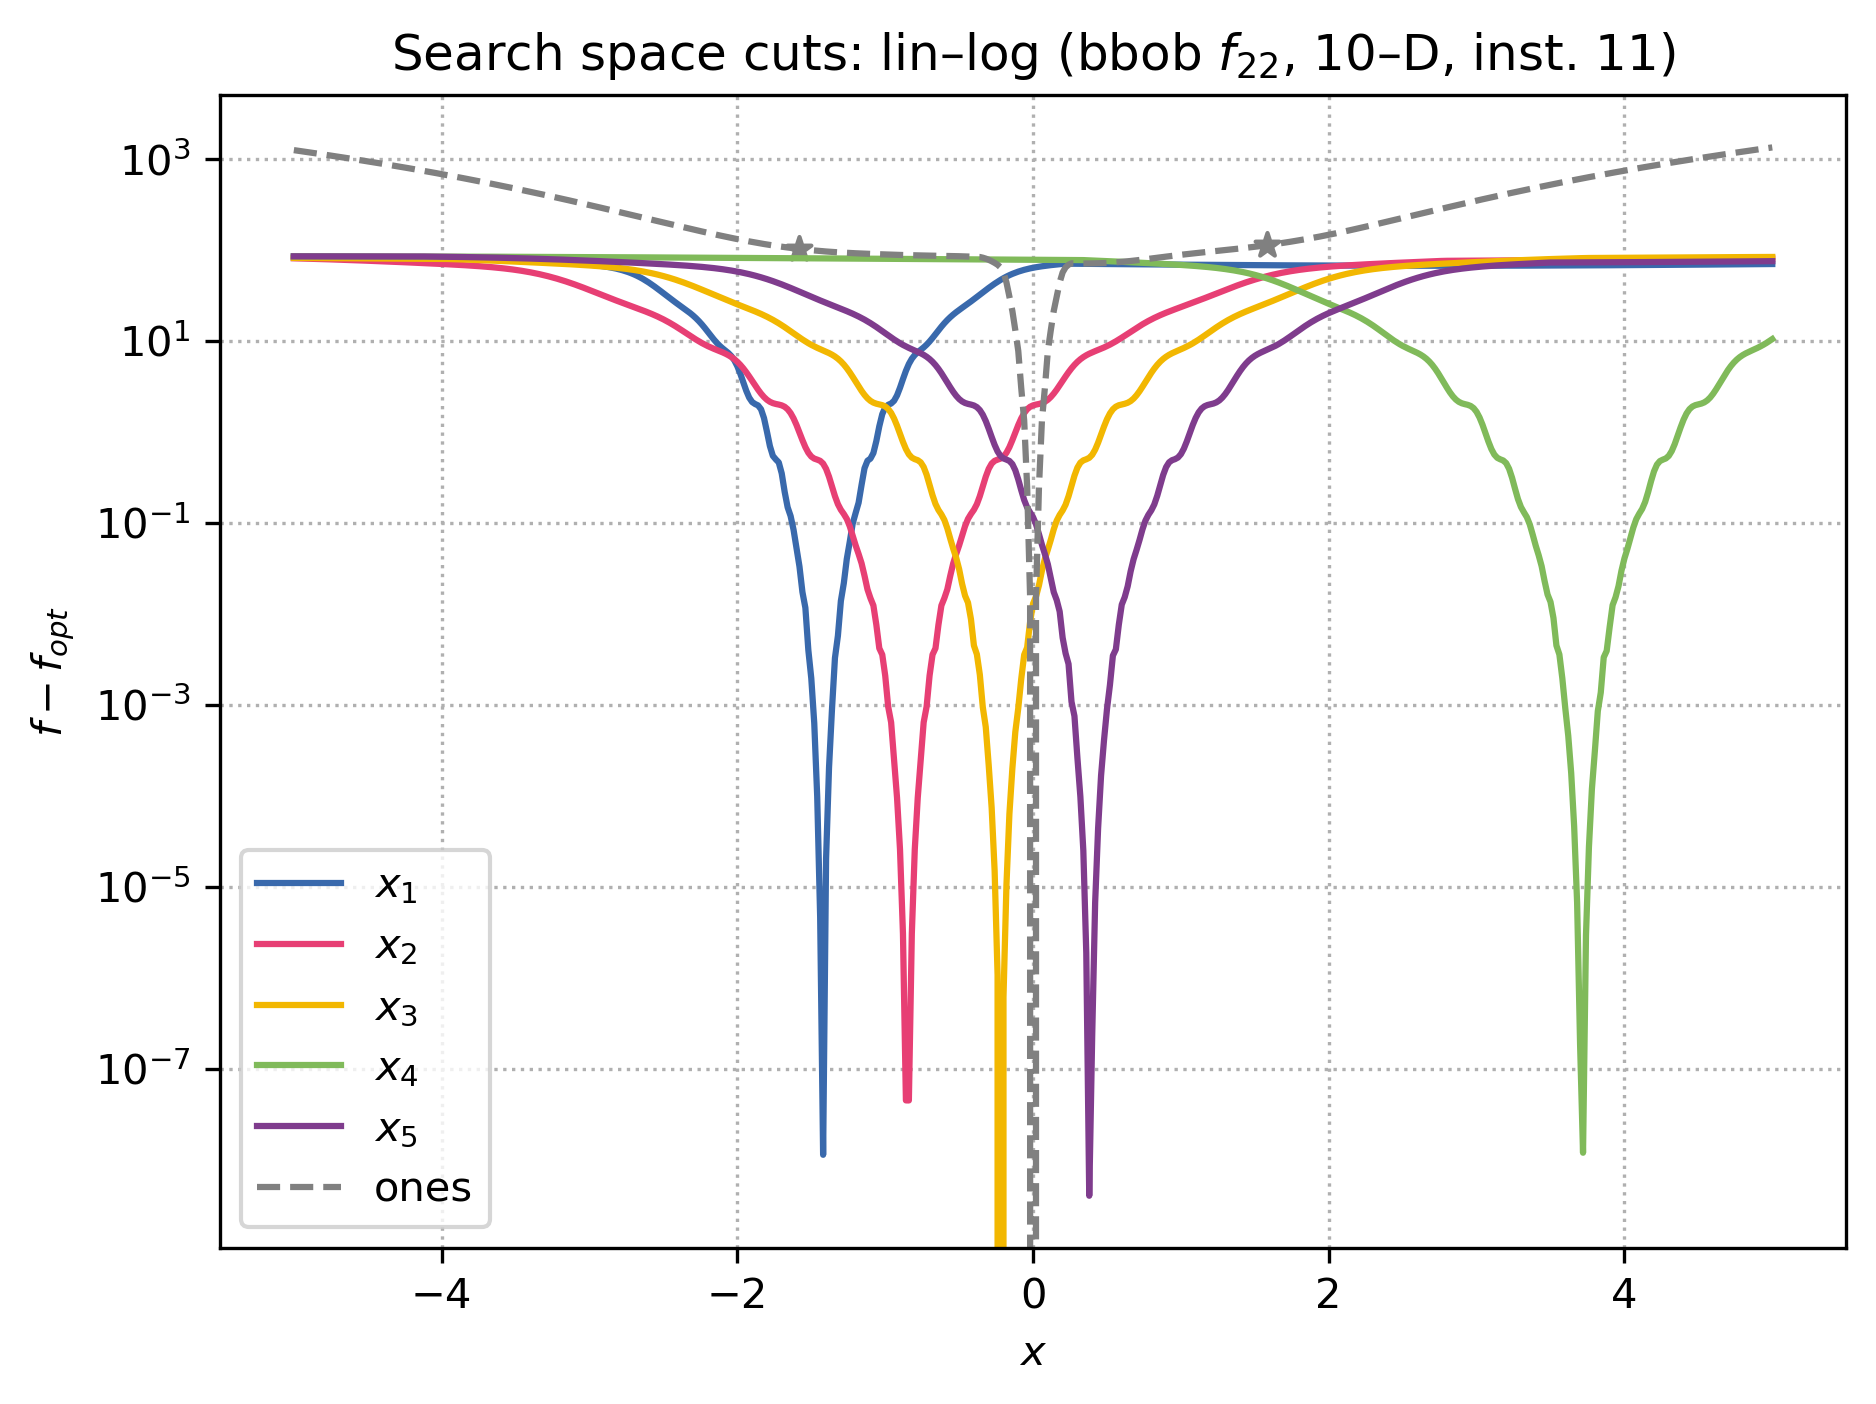 Search space cuts: lin–log (bbob f22, 10–D, inst. 11)
10^3
10^1
10^−1
10^−3
10^−5
10^−7
f − f_opt
x1
x2
x3
x4
x5
ones
−4 −2 0 2 4
x